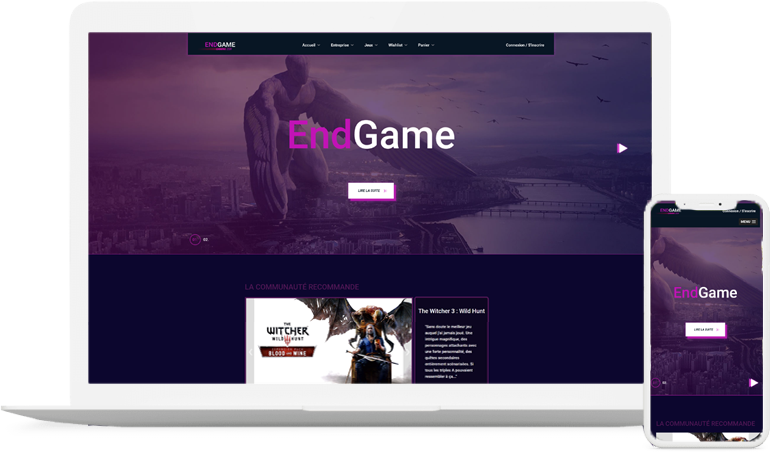 ENDGAME
Accueil Entreprise Jeux Wishlist Panier Connexion / S'inscrire
EndGame
LIRE LA SUITE
02.
LA COMMUNAUTÉ RECOMMANDE
THE
WITCHER
WILD HUNT
BLOOD AND WINE
The Witcher 3 : Wild Hunt
"Sans doute le meilleur jeu
auquel j'ai jamais joué. Une
intrigue magnifique, des
personnages attachants avec
une forte personnalité, des
quêtes secondaires
entièrement scénarisées. Si
tous les triples A pouvaient
ressembler à ça..."
ENDGAME
Connexion / S'inscrire
MENU
EndGame
LIRE LA SUITE
LA COMMUNAUTÉ RECOMMANDE